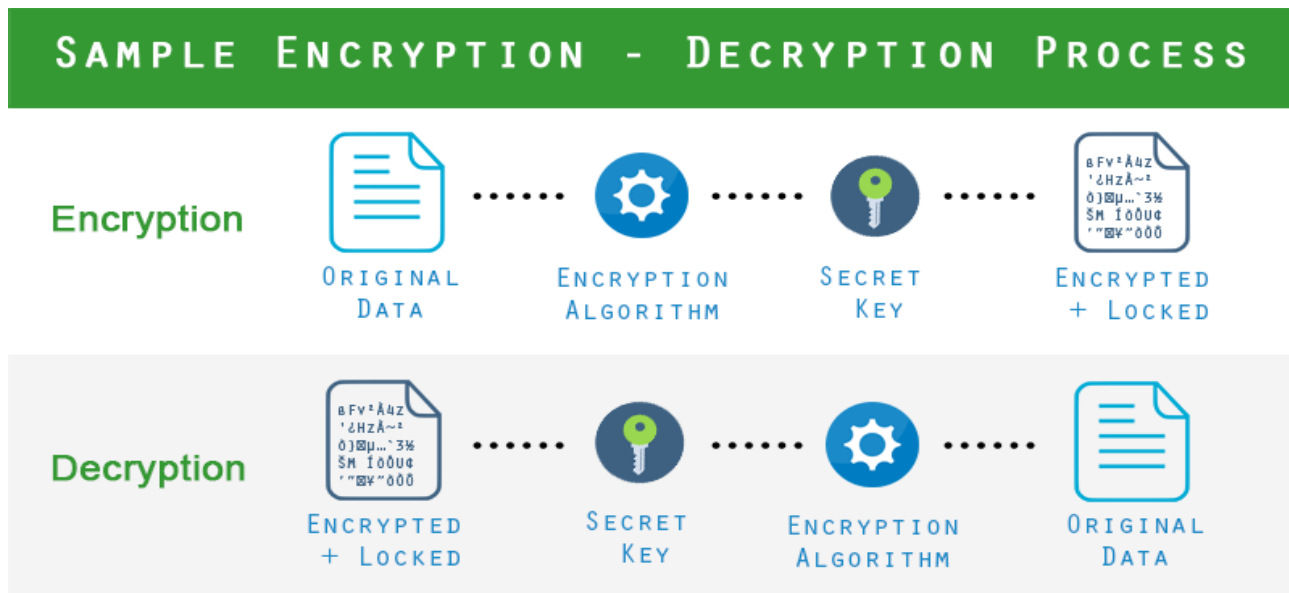 SAMPLE ENCRYPTION - DECRYPTION PROCESS
Encryption
ORIGINAL
DATA
ENCRYPTION
ALGORITHM
SECRET
KEY
ENCRYPTED
+ LOCKED
Decryption
ENCRYPTED
+ LOCKED
SECRET
KEY
ENCRYPTION
ALGORITHM
ORIGINAL
DATA